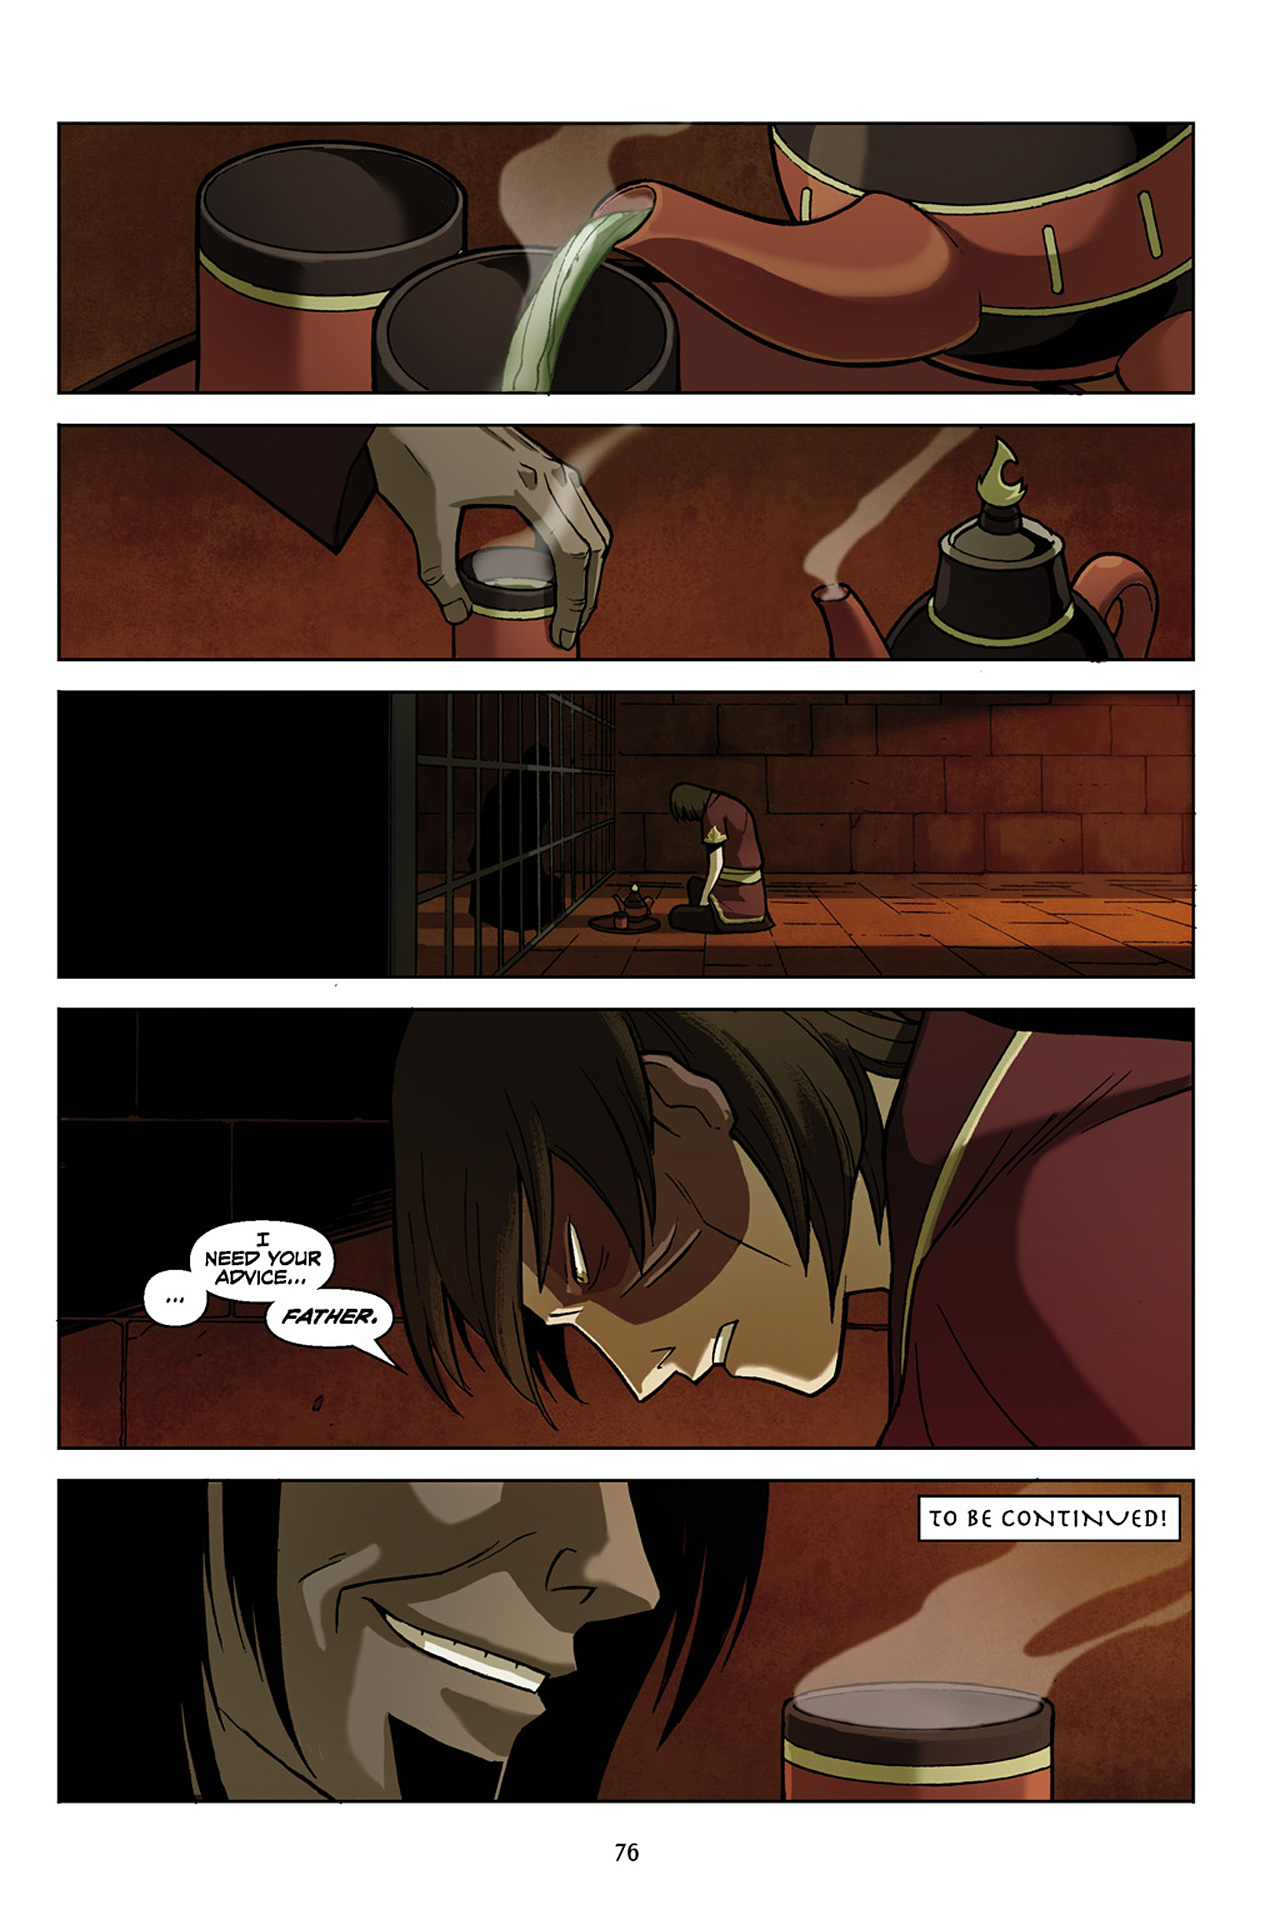 ...
I
NEED YOUR
ADVICE...
FATHER.
TO BE CONTINUED!
76